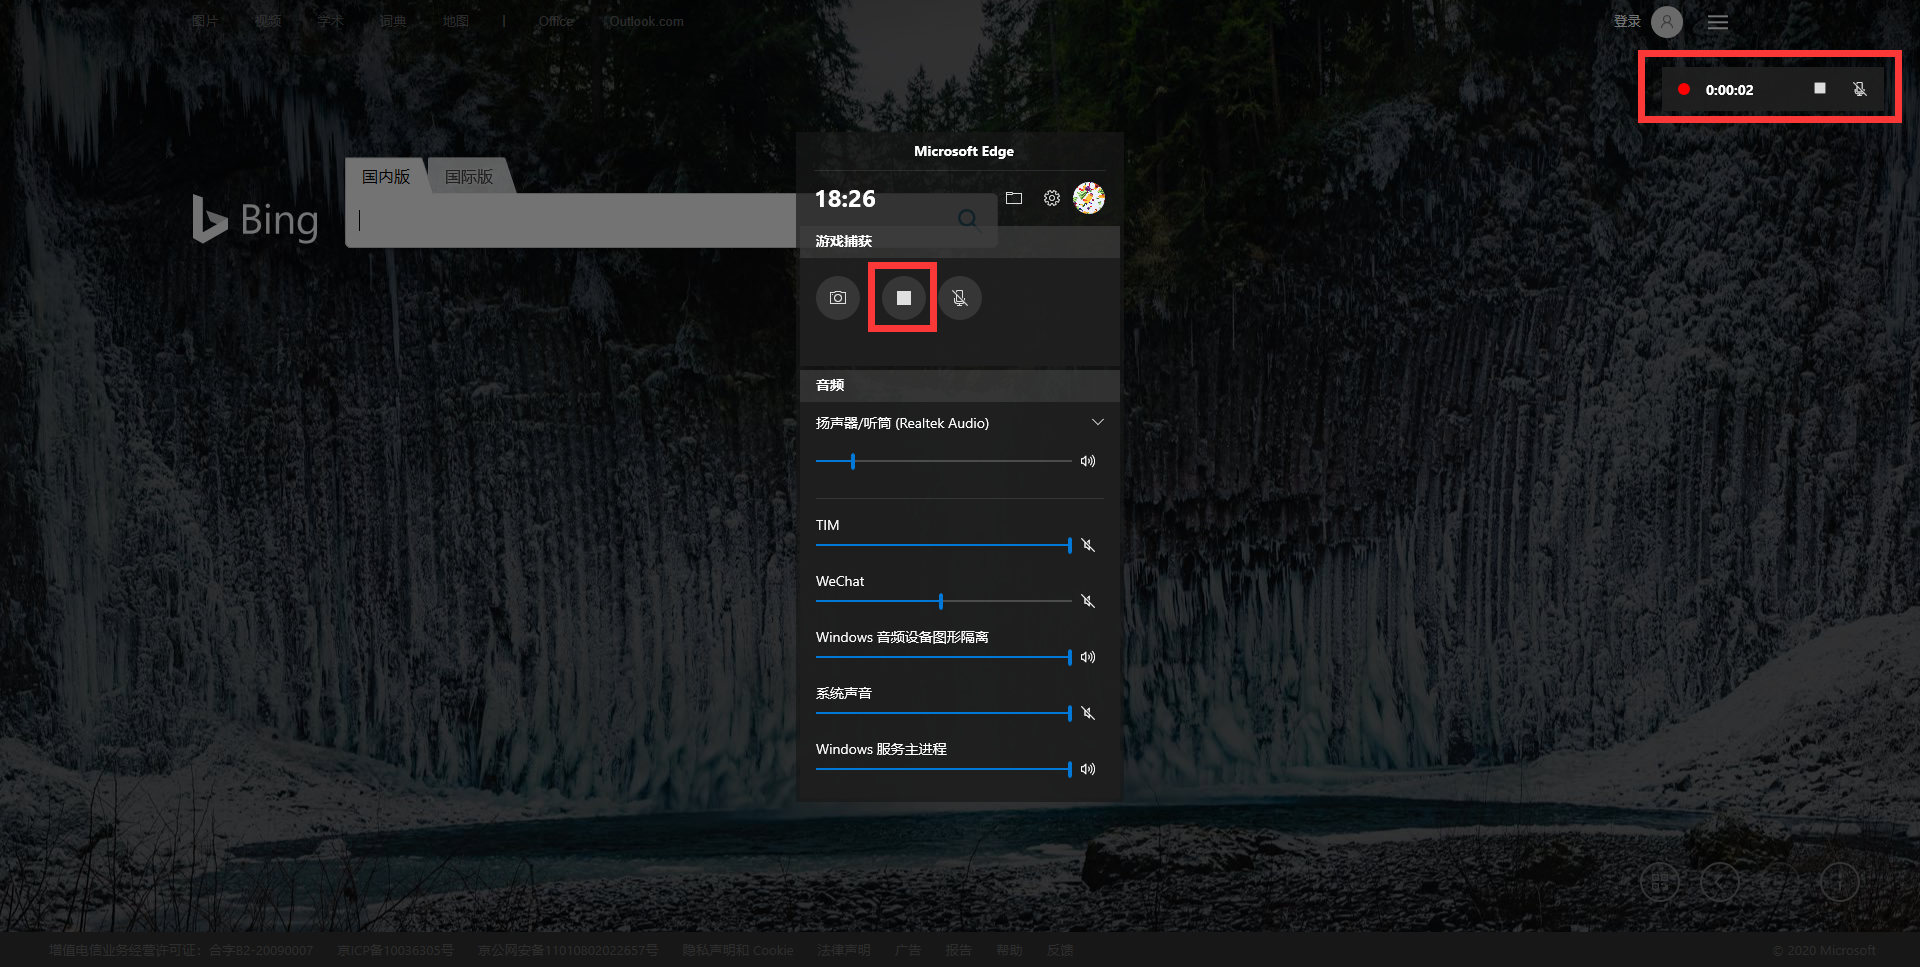 图片 视频 学术 词典 地图 | Office Outlook.com
登录
0:00:02
Microsoft Edge
国内版 国际版
Bing
18:26
游戏捕获
音频
扬声器/听筒 (Realtek Audio)
TIM
WeChat
Windows 音频设备图形隔离
系统声音
Windows 服务主进程
增值电信业务经营许可证：合字B2-20090007 京ICP备10036305号 京公网安备11010802022657号 隐私声明和 Cookie 法律声明 广告 报告 帮助 反馈 © 2020 Microsoft